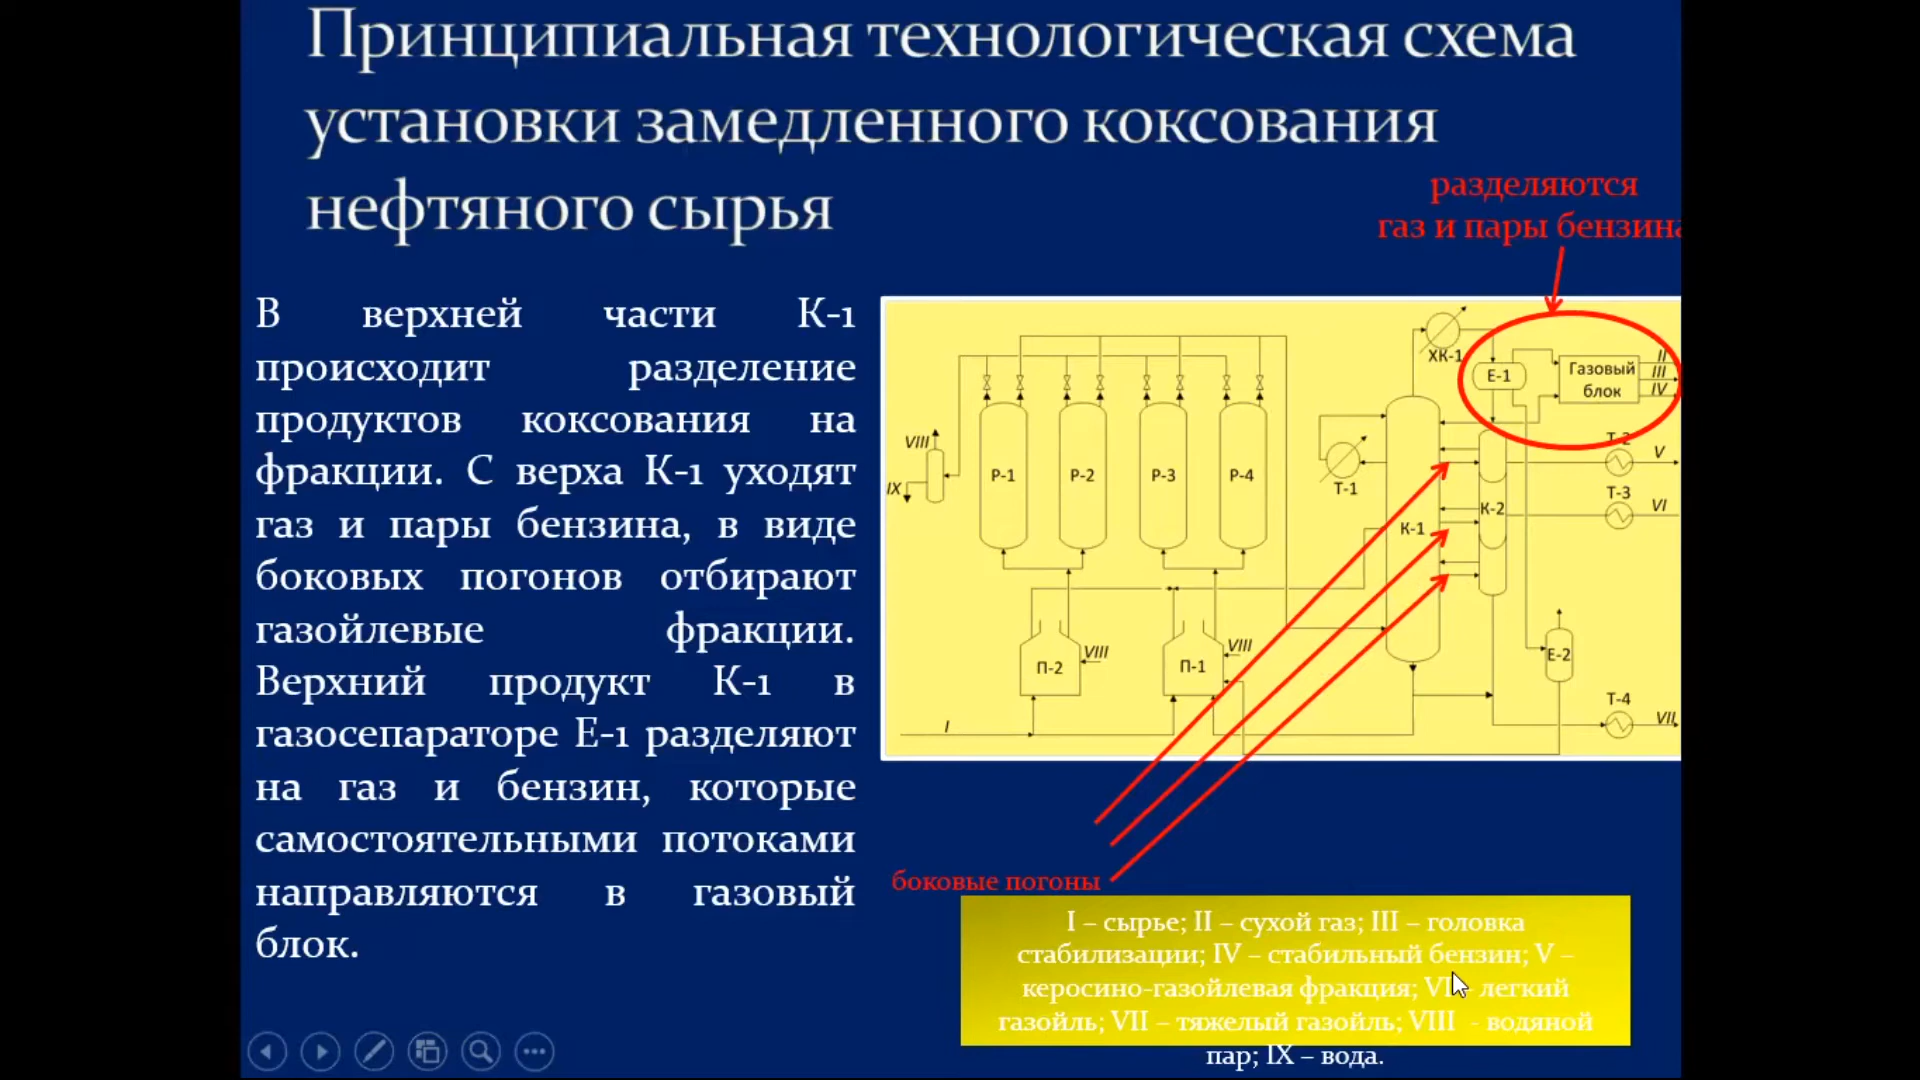 Принципиальная технологическая схема
установки замедленного коксования
нефтяного сырья
разделяются
газ и пары бензина
В верхней части К-1
происходит разделение
продуктов коксования на
фракции. С верха К-1 уходят
газ и пары бензина, в виде
боковых погонов отбирают
газойлевые фракции.
Верхний продукт К-1 в
газосепараторе Е-1 разделяют
на газ и бензин, которые
самостоятельными потоками
направляются в газовый
блок.
ХК-1
Е-1
Газовый
блок
II
III
IV
VIII
IX
Р-1
Р-2
Р-3
Р-4
Т-1
К-1
К-2
Т-2
V
Т-3
VI
П-2
VIII
П-1
VIII
Е-2
Т-4
VII
I
боковые погоны
I – сырье; II – сухой газ; III – головка
стабилизации; IV – стабильный бензин; V –
керосино-газойлевая фракция; VI – легкий
газойль; VII – тяжелый газойль; VIII - водяной
пар; IX – вода.